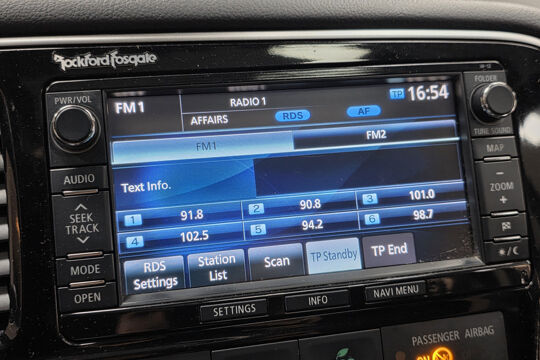 Rockford Fosgate
PWR/VOL
AUDIO
SEEK
TRACK
MODE
OPEN
FM1 RADIO 1 TP 16:54
AFFAIRS RDS AF
FM1 FM2
Text Info.
1 91.8 2 90.8 3 101.0
4 102.5 5 94.2 6 98.7
RDS
Settings
Station
List
Scan
TP Standby
TP End
FOLDER
TUNE SOUND
MAP
ZOOM
SETTINGS INFO NAVI MENU
PASSENGER AIRBAG
ON